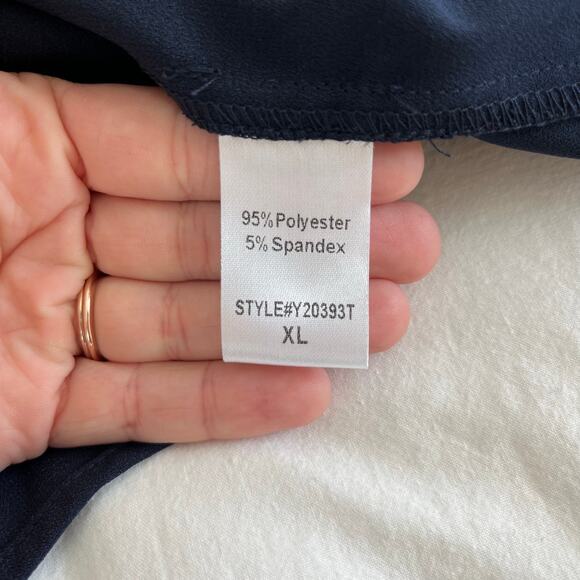 95% Polyester
5% Spandex
STYLE#Y20393T
XL